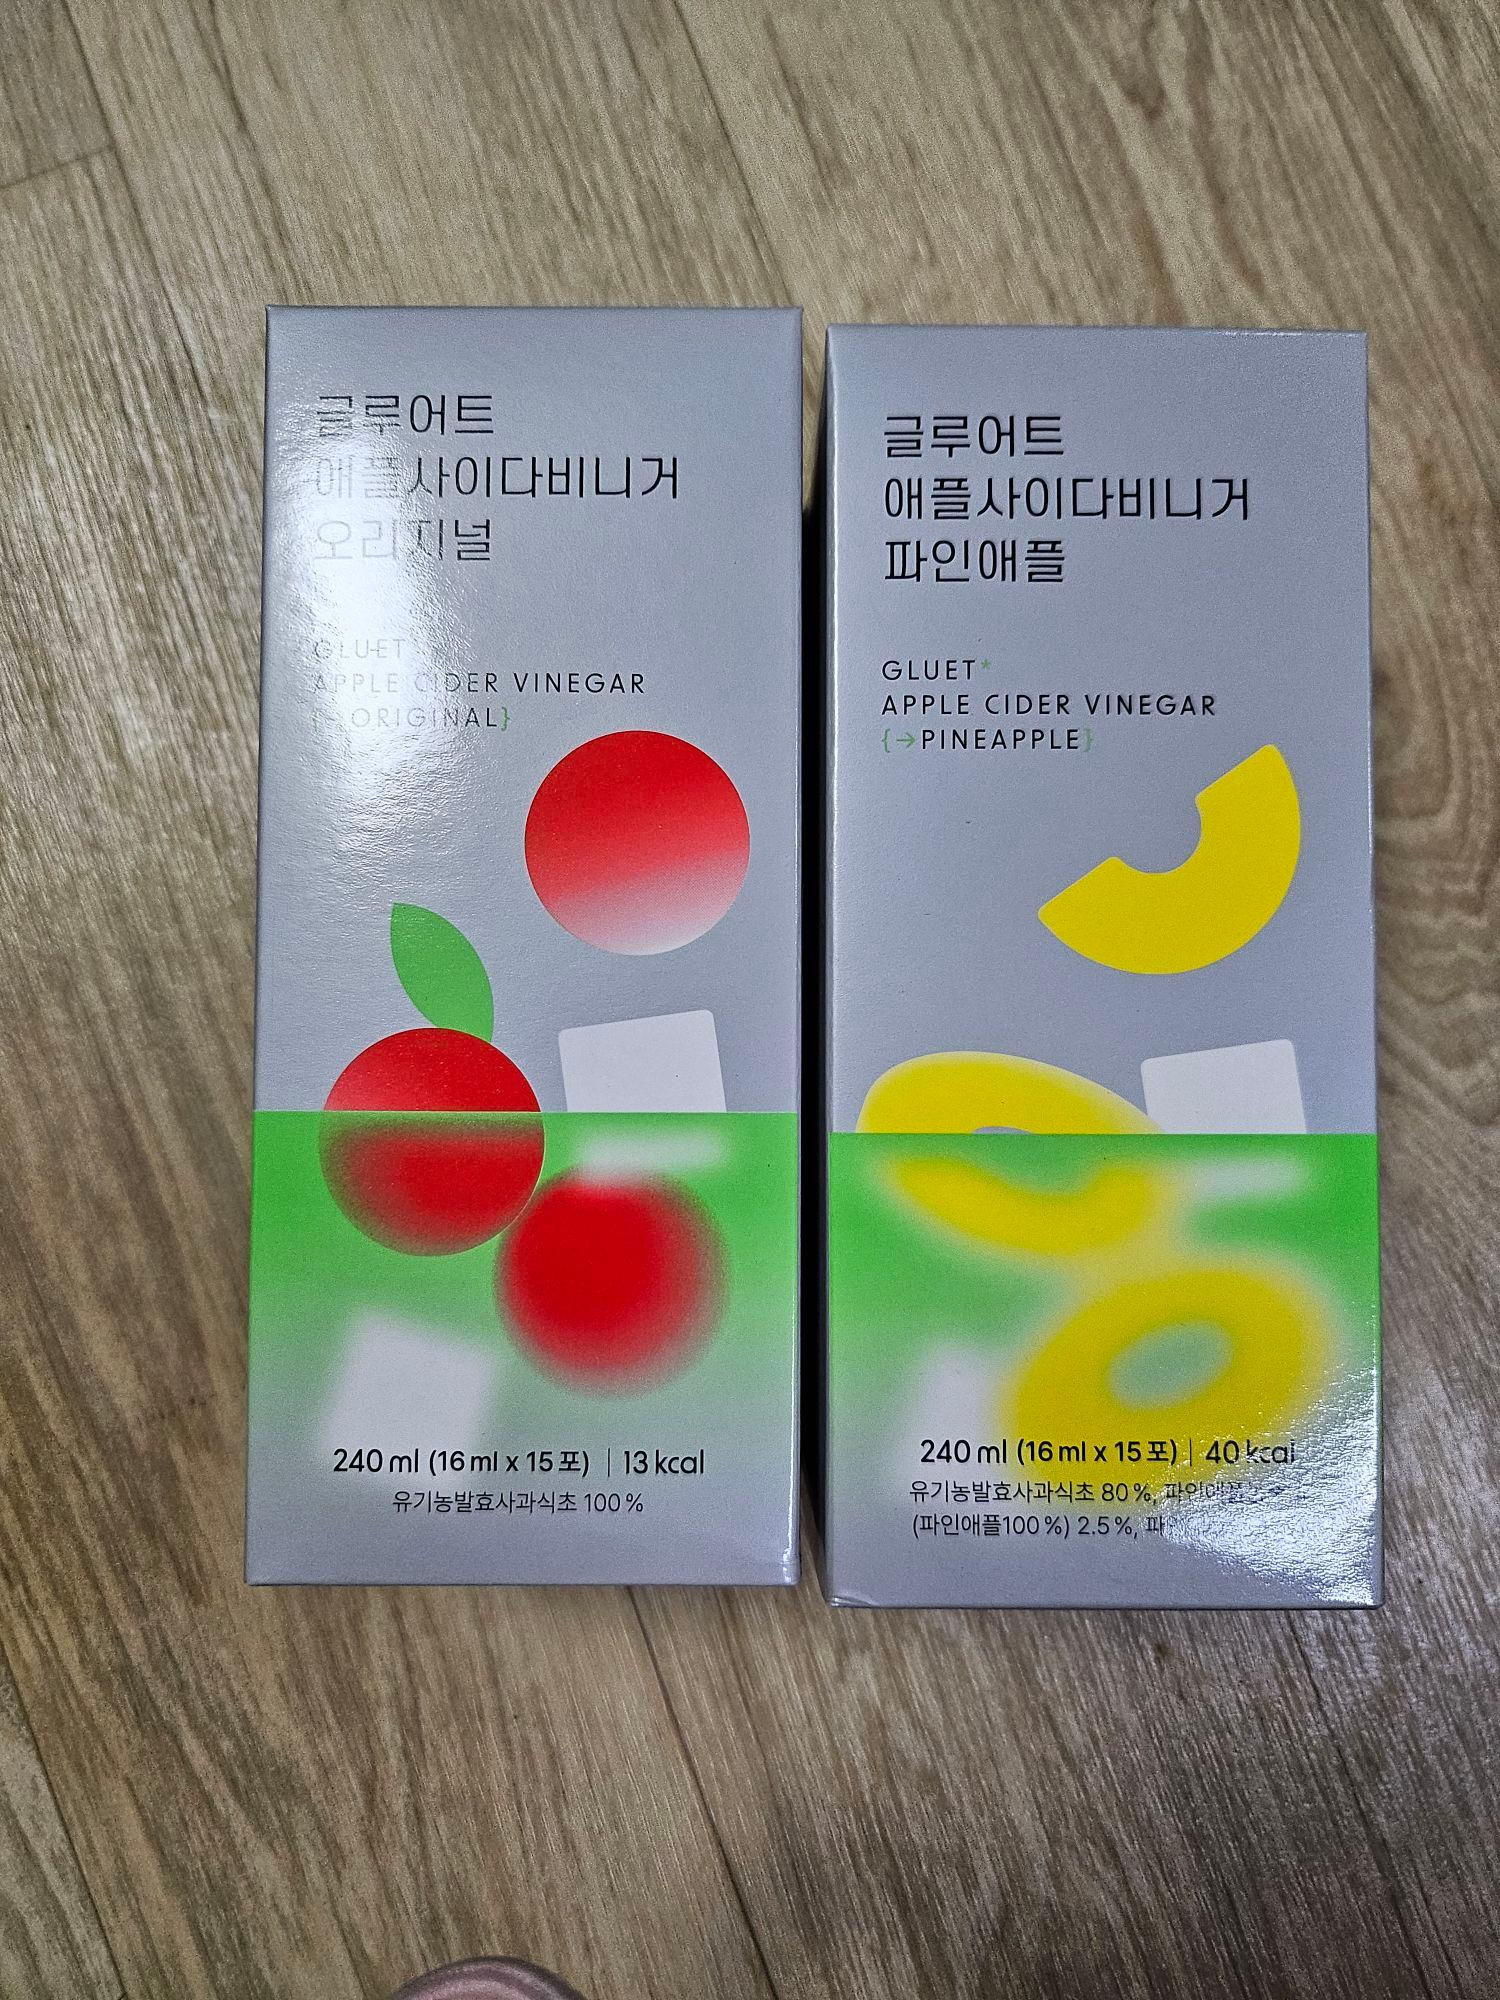 글루어트
애플사이다비니거
오리지널
GLUET
APPLE CIDER VINEGAR
{→ORIGINAL}
240 ml (16 ml x 15 포) | 13 kcal
유기농발효사과식초 100 %
글루어트
애플사이다비니거
파인애플
GLUET*
APPLE CIDER VINEGAR
{→PINEAPPLE}
240 ml (16 ml x 15 포) | 40 kcal
유기농발효사과식초 80 %,
(파인애플100 %) 2.5 %,